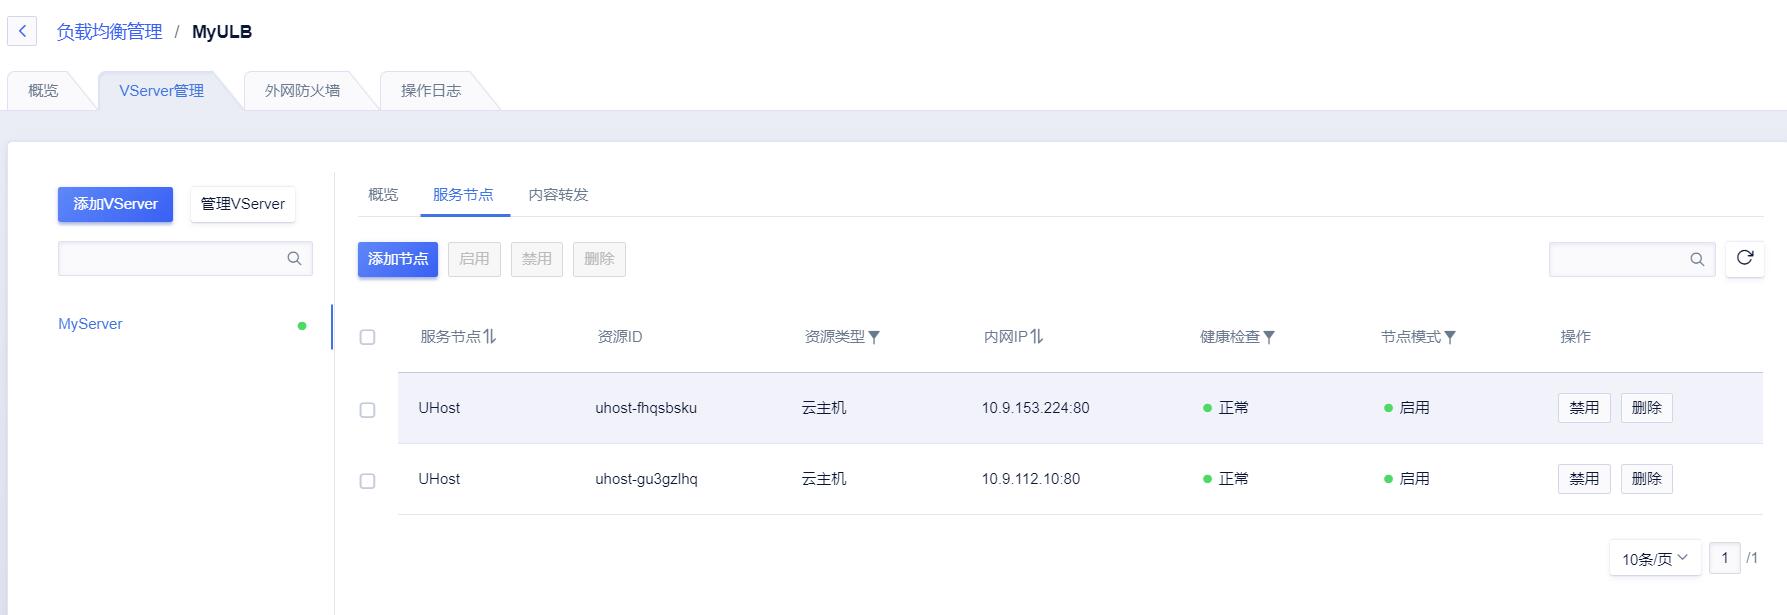 负载均衡管理 / MyULB
概览 VServer管理 外网防火墙 操作日志
添加VServer 管理VServer
MyServer
概览 服务节点 内容转发
添加节点 启用 禁用 删除
服务节点 资源ID 资源类型 内网IP 健康检查 节点模式 操作
UHost uhost-fhqsbsku 云主机 10.9.153.224:80 正常 启用 禁用 删除
UHost uhost-gu3gzlhq 云主机 10.9.112.10:80 正常 启用 禁用 删除
10条/页 1 /1